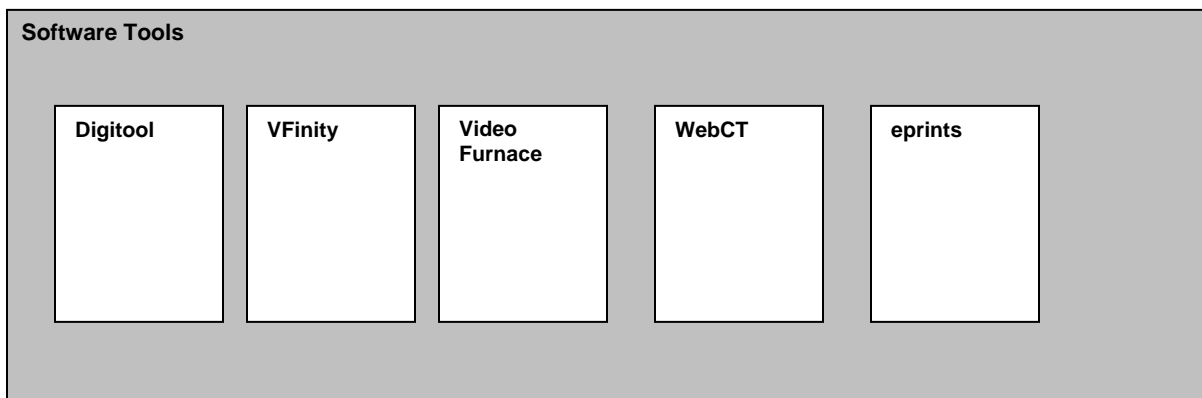 Software Tools
Digitool
VFinity
Video
Furnace
WebCT
eprints